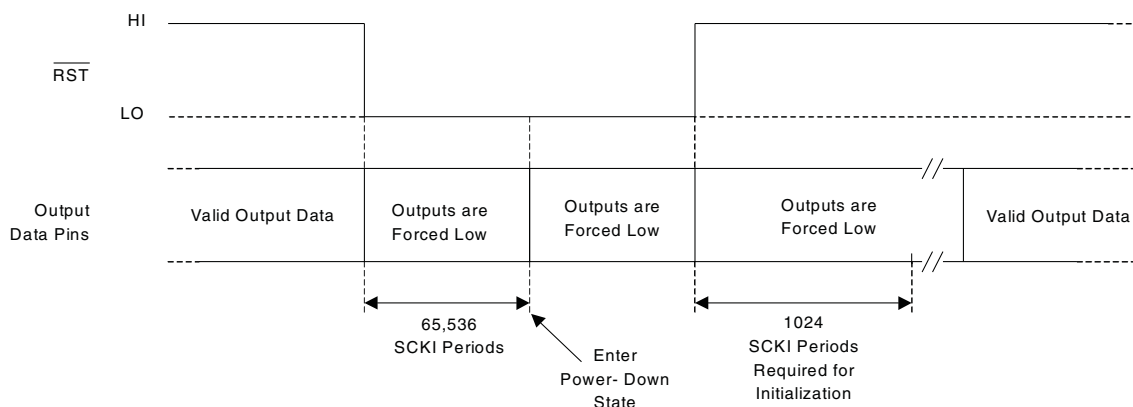 HI
RST
LO
Output
Data Pins
Valid Output Data
Outputs are
Forced Low
Outputs are
Forced Low
Outputs are
Forced Low
Valid Output Data
65,536
SCKI Periods
Enter
Power- Down
State
1024
SCKI Periods
Required for
Initialization